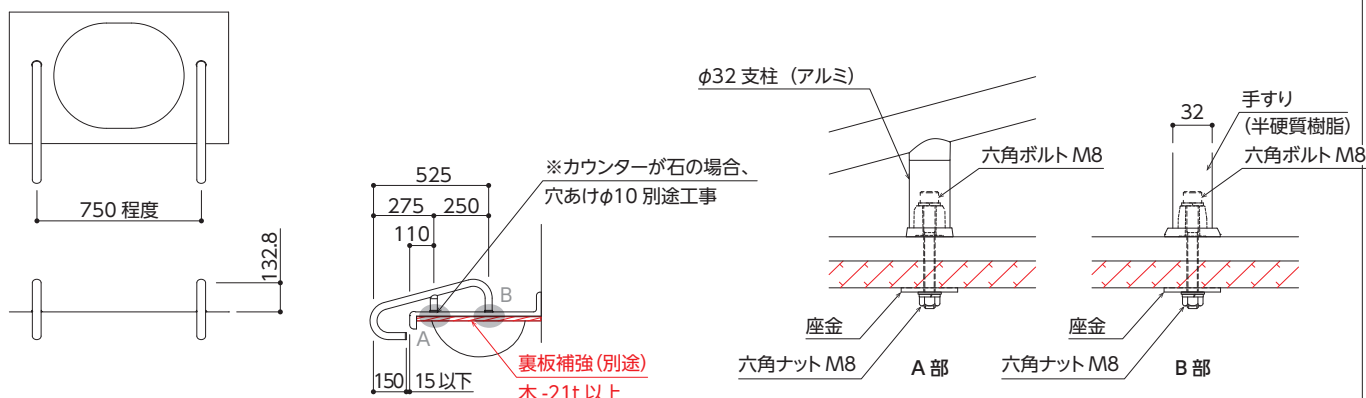 750 程度
132.8
525
275
250
110
※カウンターが石の場合、
穴あけφ10 別途工事
A
B
150
15 以下
裏板補強(別途)
木 -21t 以上
φ32 支柱（アルミ）
六角ボルト M8
座金
六角ナット M8
A 部
32
手すり
(半硬質樹脂)
六角ボルト M8
座金
六角ナット M8
B 部